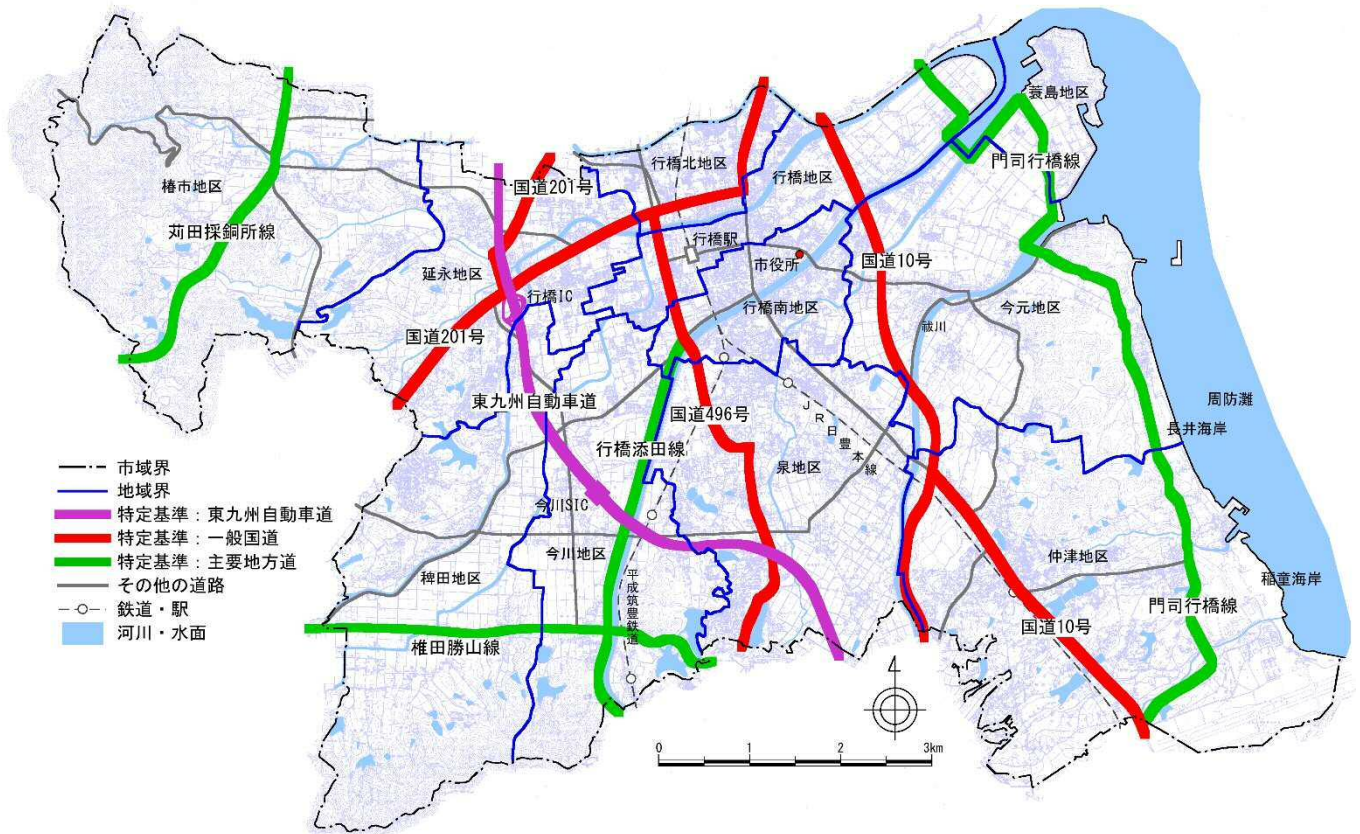 蓑島地区
行橋北地区
行橋地区
門司行橋線
国道201号
椿市地区
苅田採銅所線
行橋駅
市役所
国道10号
延永地区
行橋IC
行橋南地区
今元地区
祓川
国道201号
東九州自動車道
国道496号
JR日豊本線
周防灘
長井海岸
行橋添田線
泉地区
市域界
地域界
特定基準：東九州自動車道
特定基準：一般国道
特定基準：主要地方道
その他の道路
鉄道・駅
河川・水面
今川SIC
今川地区
稗田地区
平成筑豊鉄道
仲津地区
稲童海岸
門司行橋線
国道10号
椎田勝山線
4
0 1 2 3km